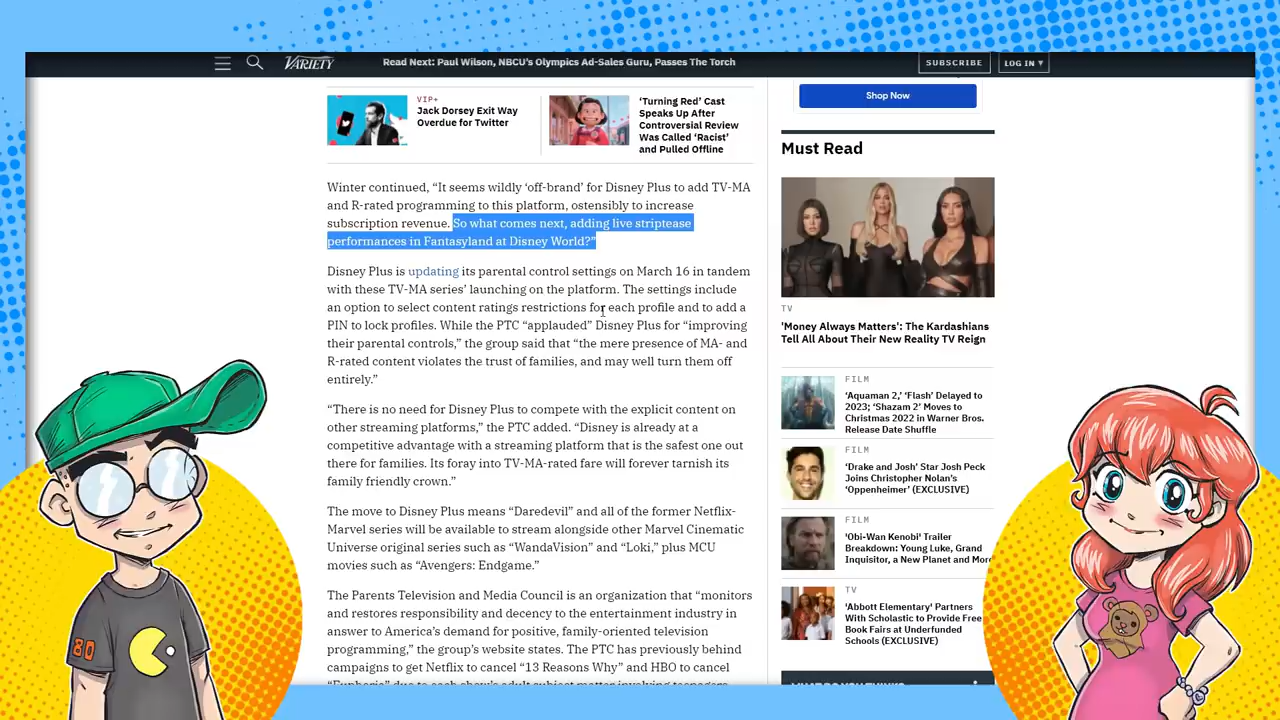 VARIETY
Read Next: Paul Wilson, NBCU's Olympics Ad-Sales Guru, Passes The Torch
SUBSCRIBE
LOG IN ▾
VIP+
Jack Dorsey Exit Way
Overdue for Twitter
'Turning Red' Cast
Speaks Up After
Controversial Review
Was Called 'Racist'
and Pulled Offline
Winter continued, “It seems wildly ‘off-brand’ for Disney Plus to add TV-MA
and R-rated programming to this platform, ostensibly to increase
subscription revenue. So what comes next, adding live striptease
performances in Fantasyland at Disney World?”
Disney Plus is updating its parental control settings on March 16 in tandem
with these TV-MA series’ launching on the platform. The settings include
an option to select content ratings restrictions for each profile and to add a
PIN to lock profiles. While the PTC “applauded” Disney Plus for “improving
their parental controls,” the group said that “the mere presence of MA- and
R-rated content violates the trust of families, and may well turn them off
entirely.”
“There is no need for Disney Plus to compete with the explicit content on
other streaming platforms,” the PTC added. “Disney is already at a
competitive advantage with a streaming platform that is the safest one out
there for families. Its foray into TV-MA-rated fare will forever tarnish its
family friendly crown.”
The move to Disney Plus means “Daredevil” and all of the former Netflix-
Marvel series will be available to stream alongside other Marvel Cinematic
Universe original series such as “WandaVision” and “Loki,” plus MCU
movies such as “Avengers: Endgame.”
The Parents Television and Media Council is an organization that “monitors
and restores responsibility and decency to the entertainment industry in
answer to America’s demand for positive, family-oriented television
programming,” the group’s website states. The PTC has previously behind
campaigns to get Netflix to cancel “13 Reasons Why” and HBO to cancel
“Euphoria” due to each show’s adult subject matter involving teenagers
Shop Now
Must Read
TV
'Money Always Matters': The Kardashians
Tell All About Their New Reality TV Reign
FILM
'Aquaman 2,' 'Flash' Delayed to
2023; 'Shazam 2' Moves to
Christmas 2022 in Warner Bros.
Release Date Shuffle
FILM
'Drake and Josh' Star Josh Peck
Joins Christopher Nolan's
'Oppenheimer' (EXCLUSIVE)
FILM
'Obi-Wan Kenobi' Trailer
Breakdown: Young Luke, Grand
Inquisitor, a New Planet and More
TV
'Abbott Elementary' Partners
With Scholastic to Provide Free
Book Fairs at Underfunded
Schools (EXCLUSIVE)
80